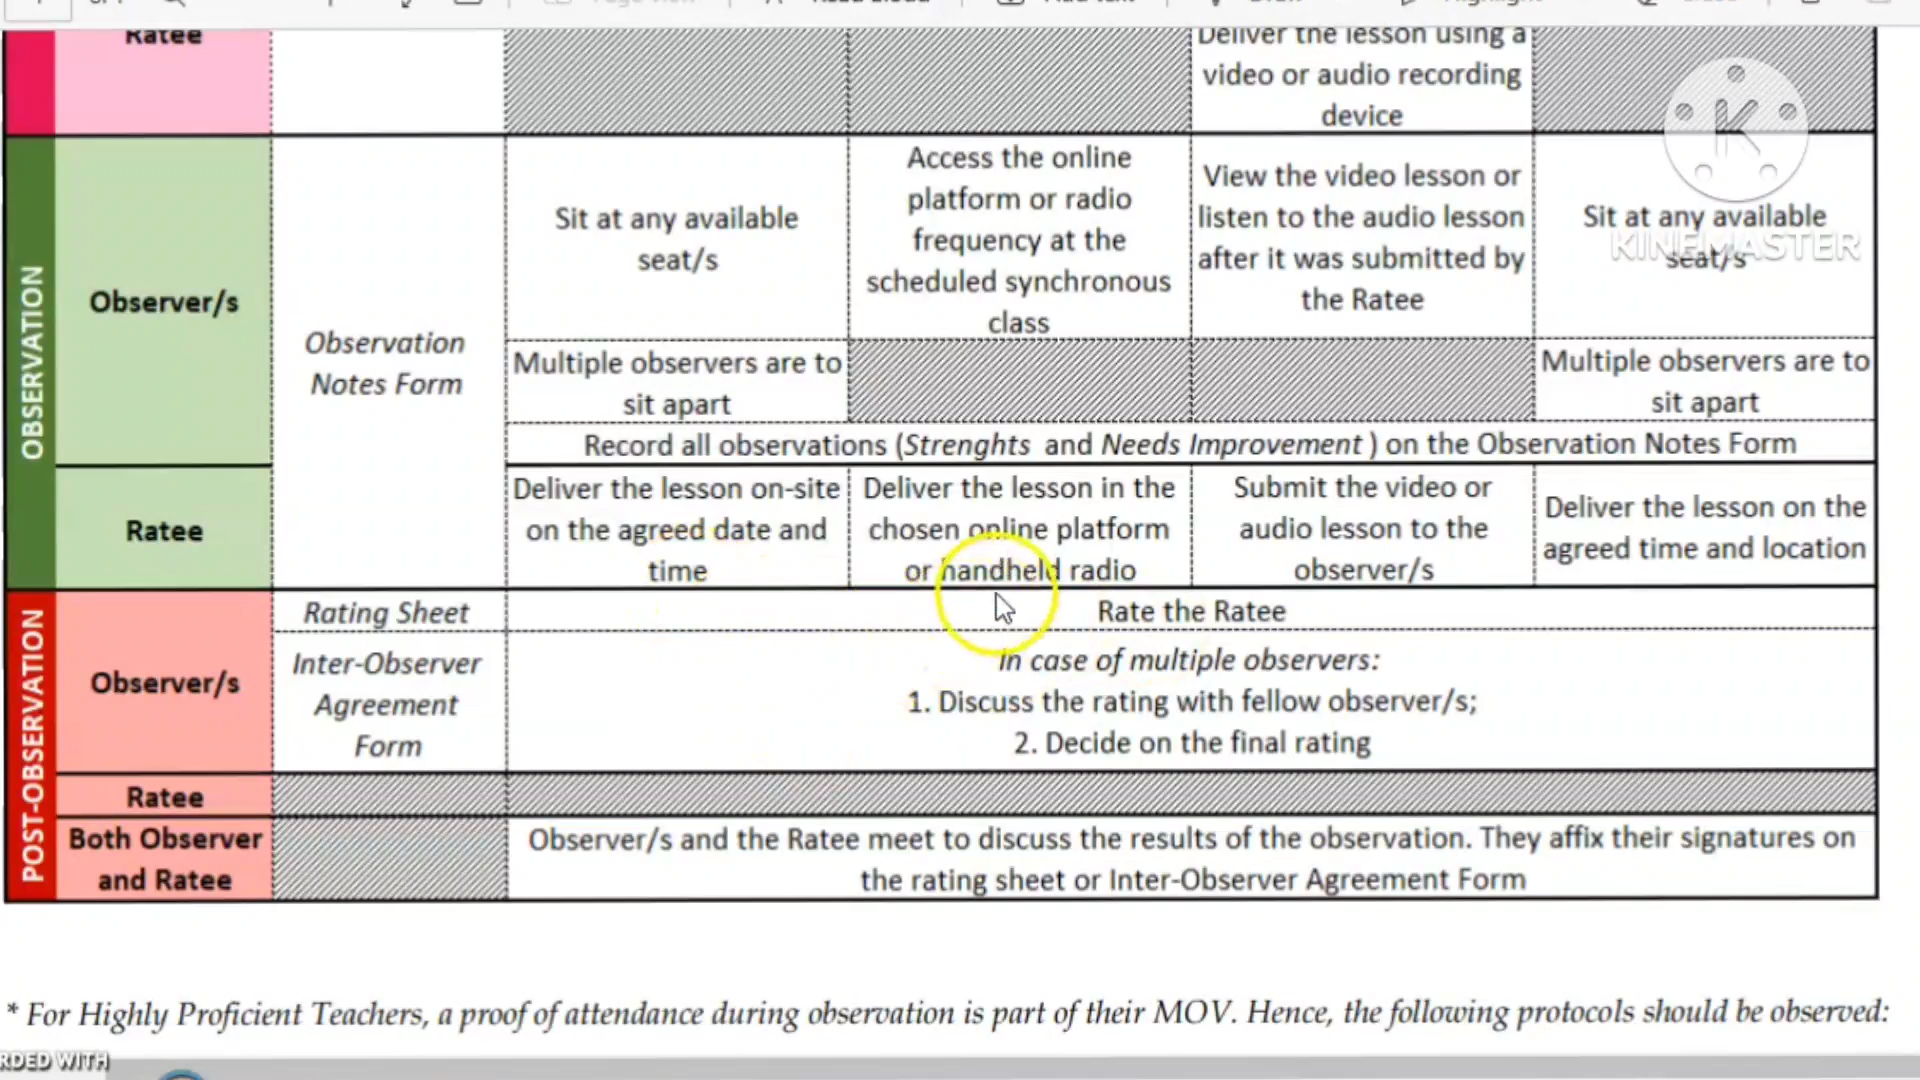 Read aloud
Ratee
Deliver the lesson using a
video or audio recording
device
OBSERVATION
Observer/s
Observation
Notes Form
Sit at any available
seat/s
Access the online
platform or radio
frequency at the
scheduled synchronous
class
View the video lesson or
listen to the audio lesson
after it was submitted by
the Ratee
Sit at any available
seat/s
KINEMASTER
Multiple observers are to
sit apart
Multiple observers are to
sit apart
Record all observations (Strenghts and Needs Improvement ) on the Observation Notes Form
Ratee
Deliver the lesson on-site
on the agreed date and
time
Deliver the lesson in the
chosen online platform
or handheld radio
Submit the video or
audio lesson to the
observer/s
Deliver the lesson on the
agreed time and location
POST-OBSERVATION
Observer/s
Rating Sheet
Rate the Ratee
Inter-Observer
Agreement
Form
In case of multiple observers:
1. Discuss the rating with fellow observer/s;
2. Decide on the final rating
Ratee
Both Observer
and Ratee
Observer/s and the Ratee meet to discuss the results of the observation. They affix their signatures on
the rating sheet or Inter-Observer Agreement Form
* For Highly Proficient Teachers, a proof of attendance during observation is part of their MOV. Hence, the following protocols should be observed:
RDED WITH